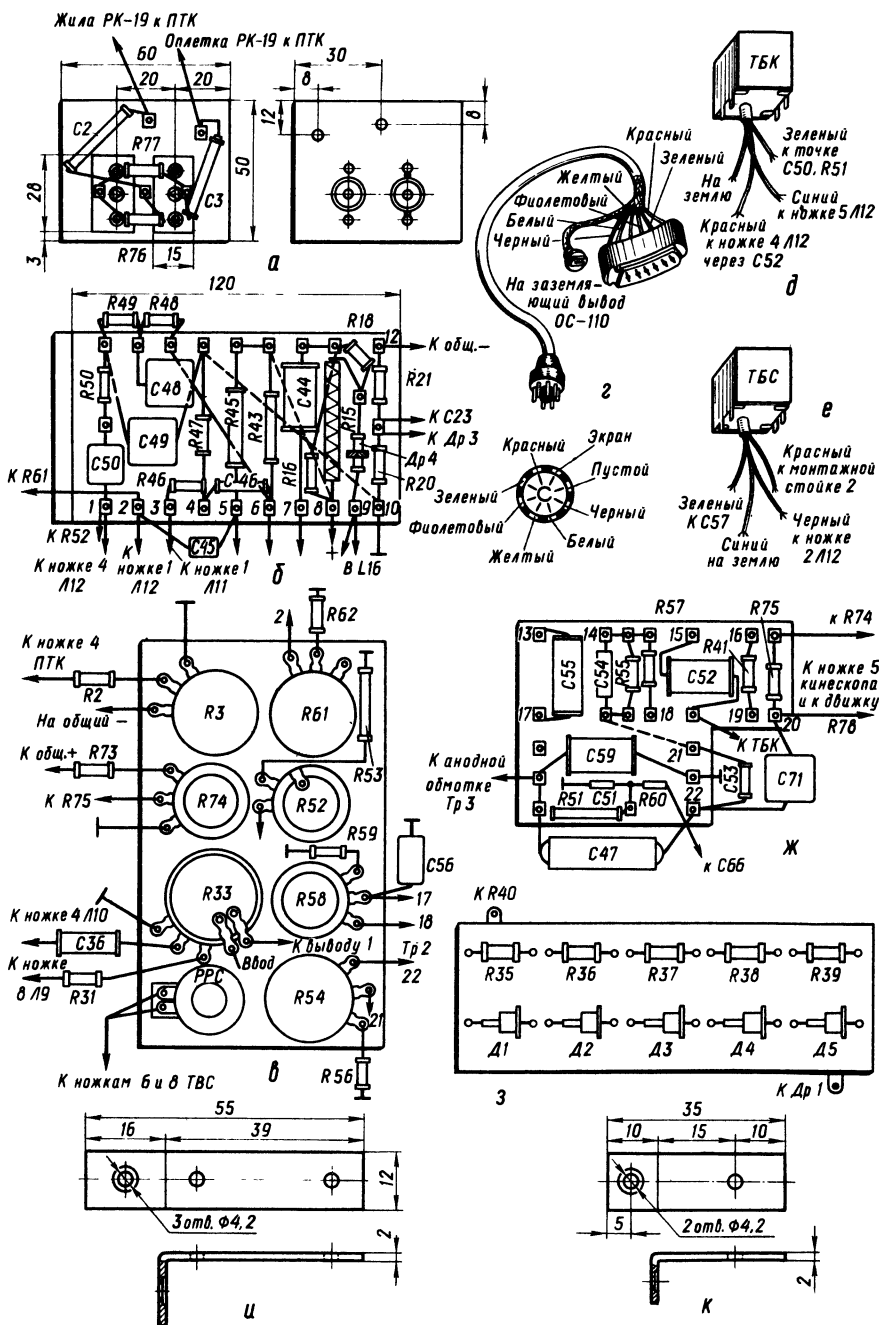 Жила РК-19 к ПТК
Оплетка РК-19 к ПТК
60
20
20
C2
R77
C3
28
3
R76
15
50
а
30
8
12
8
Красный
Зеленый
Желтый
Фиолетовый
Белый
Черный
На заземля-
ющий вывод
ОС-110
г
Красный
Экран
Пустой
Черный
Белый
Желтый
Фиолетовый
Зеленый
С
ТБК
Зеленый
к точке
C50, R51
На
землю
Синий
к ножке 5 Л12
Красный
к ножке 4 Л12
через C52
д
ТБС
е
Красный
к монтажной
стойке 2
Зеленый
К C57
Черный
к ножке
2 Л12
Синий
на землю
120
R49
R48
R18
12
К общ.–
R50
C48
R45
R43
C44
R15
R21
К C23
К Др 3
C49
R47
Др 4
R20
C50
R46
C46
R16
К R61
1
2
3
4
5
6
7
8
9
10
К R52
C45
К ножке 4
Л12
К
ножке 1
Л12
К ножке 1
Л11
+
В L16
б
К ножке 4
ПТК
R2
На общий –
R3
2
R62
R61
R53
К общ.+
R73
К R75
R74
R52
R59
C56
R58
17
18
К ножке 4 Л10
C36
R33
К ножке
8 Л9
R31
Ввод
К выводу 1
Тр 2
22
РРС
R54
21
R56
К ножкам 6 и 8 ТВС
в
13
14
R57
15
16
R75
к R74
C55
C54
R55
C52
R41
К ножке 5
кинескопа
и к движку
R78
17
18
19
20
К ТБК
21
К анодной
обмотке
Тр 3
C59
C53
C71
22
R51
C51
R60
C47
к C66
ж
К R40
R35
R36
R37
R38
R39
Д1
Д2
Д3
Д4
Д5
К Др 1
з
55
16
39
12
3 отв. Ф4,2
2
и
35
10
15
10
5
2 отв. Ф4,2
2
к